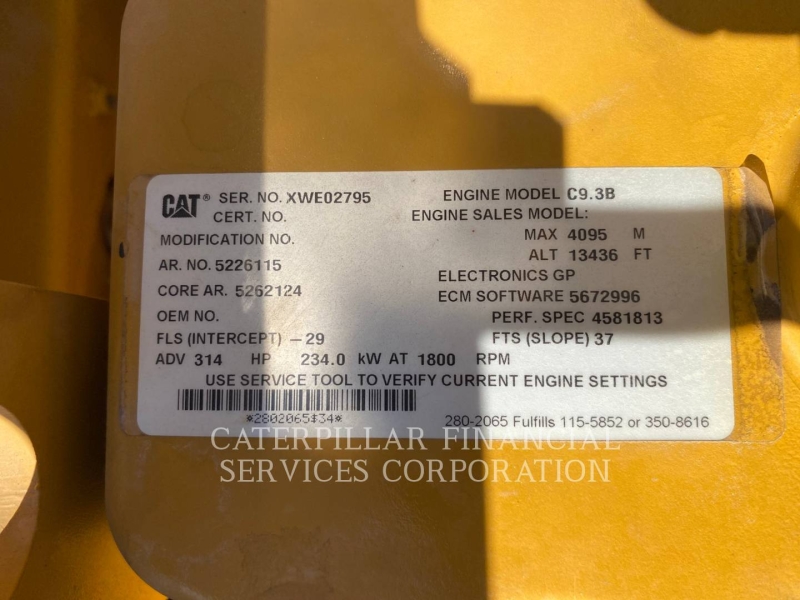 CAT® SER. NO. XWE02795 ENGINE MODEL C9.3B
CERT. NO. ENGINE SALES MODEL:
MODIFICATION NO. MAX 4095 M
ALT 13436 FT
AR. NO. 5226115 ELECTRONICS GP
CORE AR. 5262124 ECM SOFTWARE 5672996
OEM NO. PERF. SPEC 4581813
FLS (INTERCEPT) -29 FTS (SLOPE) 37
ADV 314 HP 234.0 kW AT 1800 RPM
USE SERVICE TOOL TO VERIFY CURRENT ENGINE SETTINGS
*2802065$34*
280-2065 Fulfills 115-5852 or 350-8616
CATERPILLAR FINANCIAL
SERVICES CORPORATION